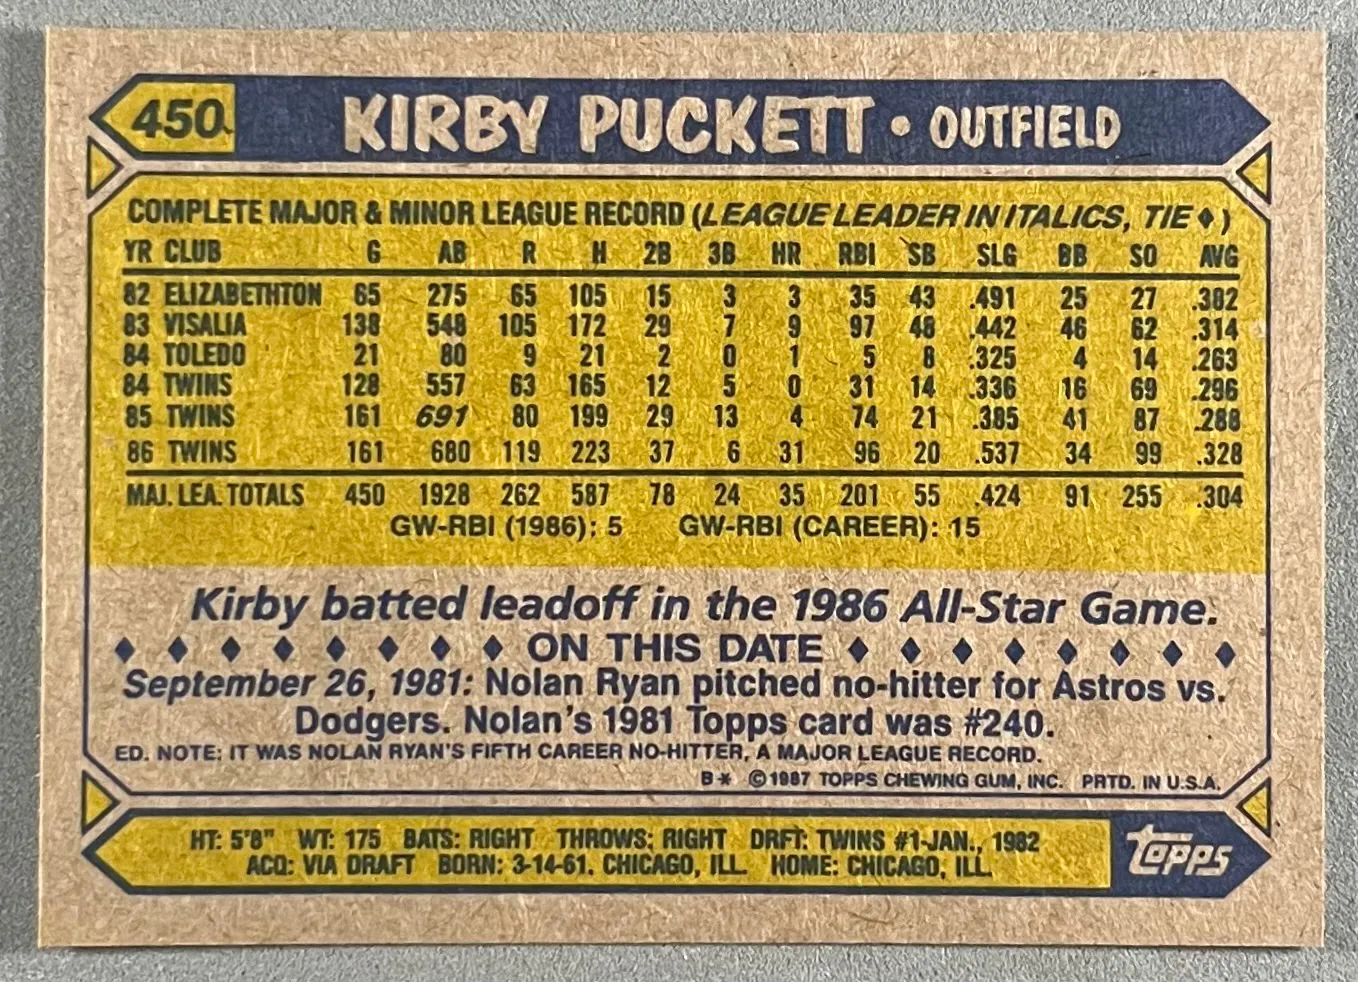 450 KIRBY PUCKETT • OUTFIELD
COMPLETE MAJOR & MINOR LEAGUE RECORD (LEAGUE LEADER IN ITALICS, TIE ♦)
YR CLUB G AB R H 2B 3B HR RBI SB SLG BB SO AVG
82 ELIZABETHTON 65 275 65 105 15 3 3 35 43 .491 25 27 .382
83 VISALIA 138 548 105 172 29 7 9 97 48 .442 46 62 .314
84 TOLEDO 21 80 9 21 2 0 1 5 8 .325 4 14 .263
84 TWINS 128 557 63 165 12 5 0 31 14 .336 16 69 .296
85 TWINS 161 691 80 199 29 13 4 74 21 .385 41 87 .288
86 TWINS 161 680 119 223 37 6 31 96 20 .537 34 99 .328
MAJ. LEA. TOTALS 450 1928 262 587 78 24 35 201 55 .424 91 255 .304
GW-RBI (1986): 5 GW-RBI (CAREER): 15
Kirby batted leadoff in the 1986 All-Star Game.
♦ ♦ ♦ ♦ ♦ ♦ ♦ ♦ ON THIS DATE ♦ ♦ ♦ ♦ ♦ ♦ ♦ ♦
September 26, 1981: Nolan Ryan pitched no-hitter for Astros vs.
Dodgers. Nolan's 1981 Topps card was #240.
ED. NOTE: IT WAS NOLAN RYAN'S FIFTH CAREER NO-HITTER, A MAJOR LEAGUE RECORD.
B* ©1987 TOPPS CHEWING GUM, INC. PRTD. IN U.S.A.
HT: 5'8" WT: 175 BATS: RIGHT THROWS: RIGHT DRFT: TWINS #1-JAN., 1982
ACQ: VIA DRAFT BORN: 3-14-61, CHICAGO, ILL. HOME: CHICAGO, ILL.
topps